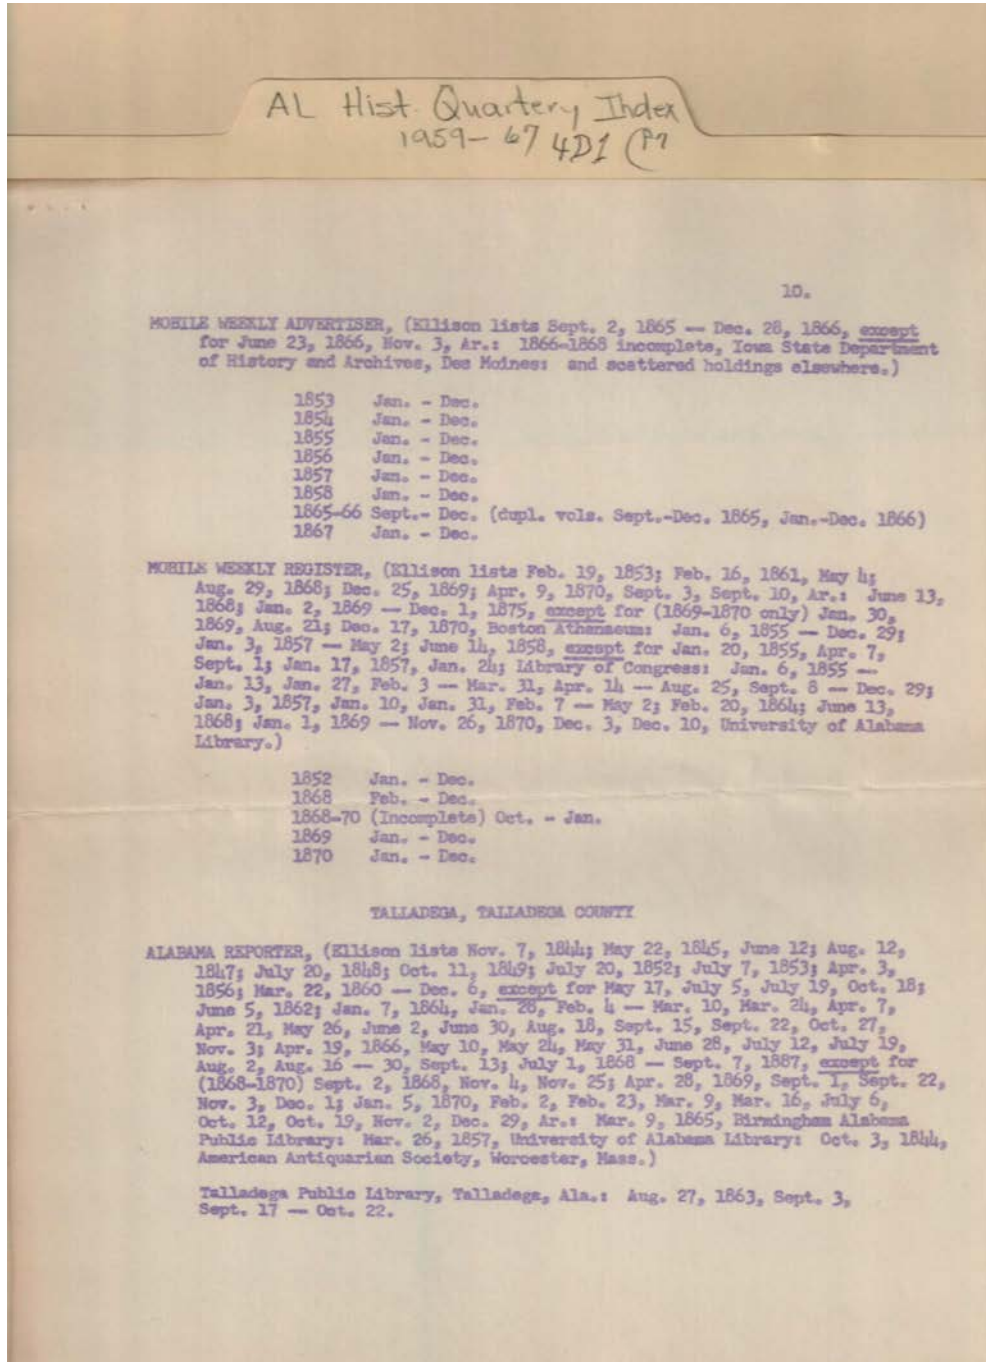 AL Hist. Quartery Index
1959-67 4D1 (P7
10.
MOBILE WEEKLY ADVERTISER, (Ellison lists Sept. 2, 1865 -- Dec. 28, 1866, except
for June 23, 1866, Nov. 3, Ar.: 1866-1868 incomplete, Iowa State Department
of History and Archives, Des Moines: and scattered holdings elsewhere.)
1853 Jan. - Dec.
1854 Jan. - Dec.
1855 Jan. - Dec.
1856 Jan. - Dec.
1857 Jan. - Dec.
1858 Jan. - Dec.
1865-66 Sept.- Dec. (dupl. vols. Sept.-Dec. 1865, Jan.-Dec. 1866)
1867 Jan. - Dec.
MOBILE WEEKLY REGISTER, (Ellison lists Feb. 19, 1853; Feb. 16, 1861, May 4;
Aug. 29, 1868; Dec. 25, 1869; Apr. 9, 1870, Sept. 3, Sept. 10, Ar.: June 13,
1868; Jan. 2, 1869 -- Dec. 1, 1875, except for (1869-1870 only) Jan. 30,
1869, Aug. 21; Dec. 17, 1870, Boston Athanaeum: Jan. 6, 1855 -- Dec. 29;
Jan. 3, 1857 -- May 2; June 14, 1858, except for Jan. 20, 1855, Apr. 7,
Sept. 1; Jan. 17, 1857, Jan. 24; Library of Congress: Jan. 6, 1855 --
Jan. 13, Jan. 27, Feb. 3 -- Mar. 31, Apr. 14 -- Aug. 25, Sept. 8 -- Dec. 29;
Jan. 3, 1857, Jan. 10, Jan. 31, Feb. 7 -- May 2; Feb. 20, 1864; June 13,
1868; Jan. 1, 1869 -- Nov. 26, 1870, Dec. 3, Dec. 10, University of Alabama
Library.)
1852 Jan. - Dec.
1868 Feb. - Dec.
1868-70 (Incomplete) Oct. - Jan.
1869 Jan. - Dec.
1870 Jan. - Dec.
TALLADEGA, TALLADEGA COUNTY
ALABAMA REPORTER, (Ellison lists Nov. 7, 1844; May 22, 1845, June 12; Aug. 12,
1847; July 20, 1848; Oct. 11, 1849; July 20, 1852; July 7, 1853; Apr. 3,
1856; Mar. 22, 1860 -- Dec. 6, except for May 17, July 5, July 19, Oct. 18;
June 5, 1862; Jan. 7, 1864, Jan. 28, Feb. 4 -- Mar. 10, Mar. 24, Apr. 7,
Apr. 21, May 26, June 2, June 30, Aug. 18, Sept. 15, Sept. 22, Oct. 27,
Nov. 3; Apr. 19, 1866, May 10, May 24, May 31, June 28, July 12, July 19,
Aug. 2, Aug. 16 -- 30, Sept. 13; July 1, 1868 -- Sept. 7, 1887, except for
(1868-1870) Sept. 2, 1868, Nov. 4, Nov. 25; Apr. 28, 1869, Sept. 1, Sept. 22,
Nov. 3, Dec. 1; Jan. 5, 1870, Feb. 2, Feb. 23, Mar. 9, Mar. 16, July 6,
Oct. 12, Oct. 19, Nov. 2, Dec. 29, Ar.: Mar. 9, 1865, Birmingham Alabama
Public Library: Mar. 26, 1857, University of Alabama Library: Oct. 3, 1844,
American Antiquarian Society, Worcester, Mass.)
Talladega Public Library, Talladega, Ala.: Aug. 27, 1863, Sept. 3,
Sept. 17 -- Oct. 22.